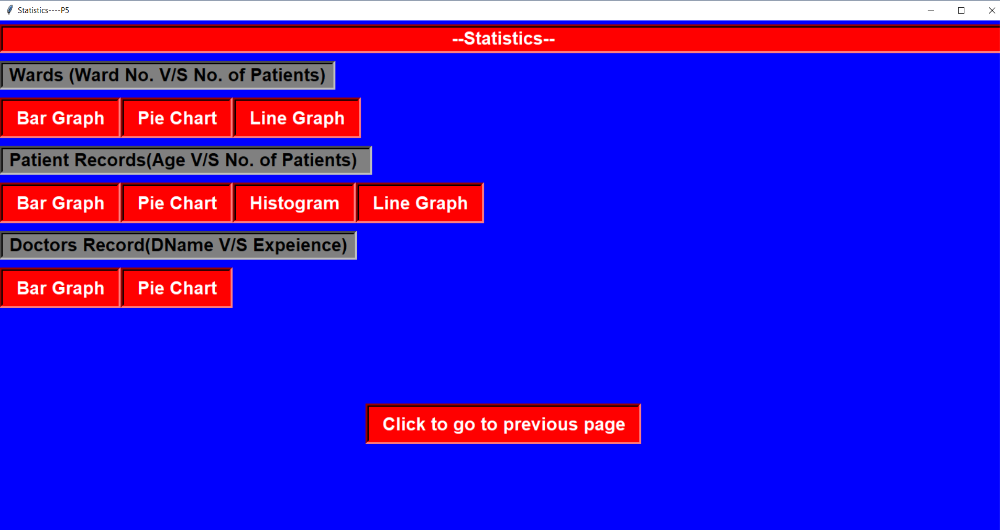 Statistics----P5
--Statistics--
Wards (Ward No. V/S No. of Patients)
Bar Graph Pie Chart Line Graph
Patient Records(Age V/S No. of Patients)
Bar Graph Pie Chart Histogram Line Graph
Doctors Record(DName V/S Expeience)
Bar Graph Pie Chart
Click to go to previous page